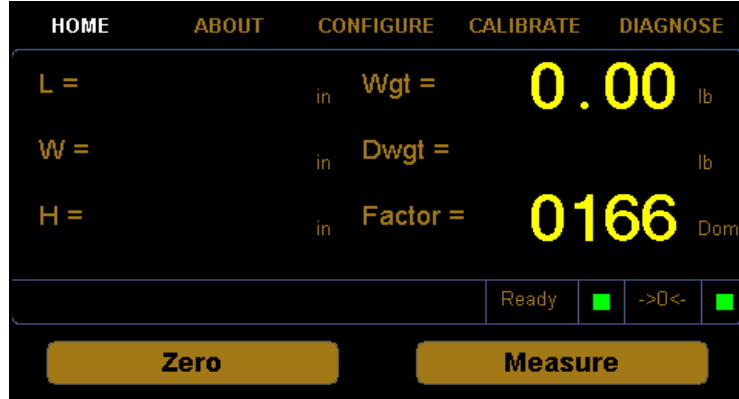 HOME ABOUT CONFIGURE CALIBRATE DIAGNOSE
L = in Wgt = 0.00 lb
W = in Dwgt = lb
H = in Factor = 0166 Dom
Ready ->0<-
Zero Measure